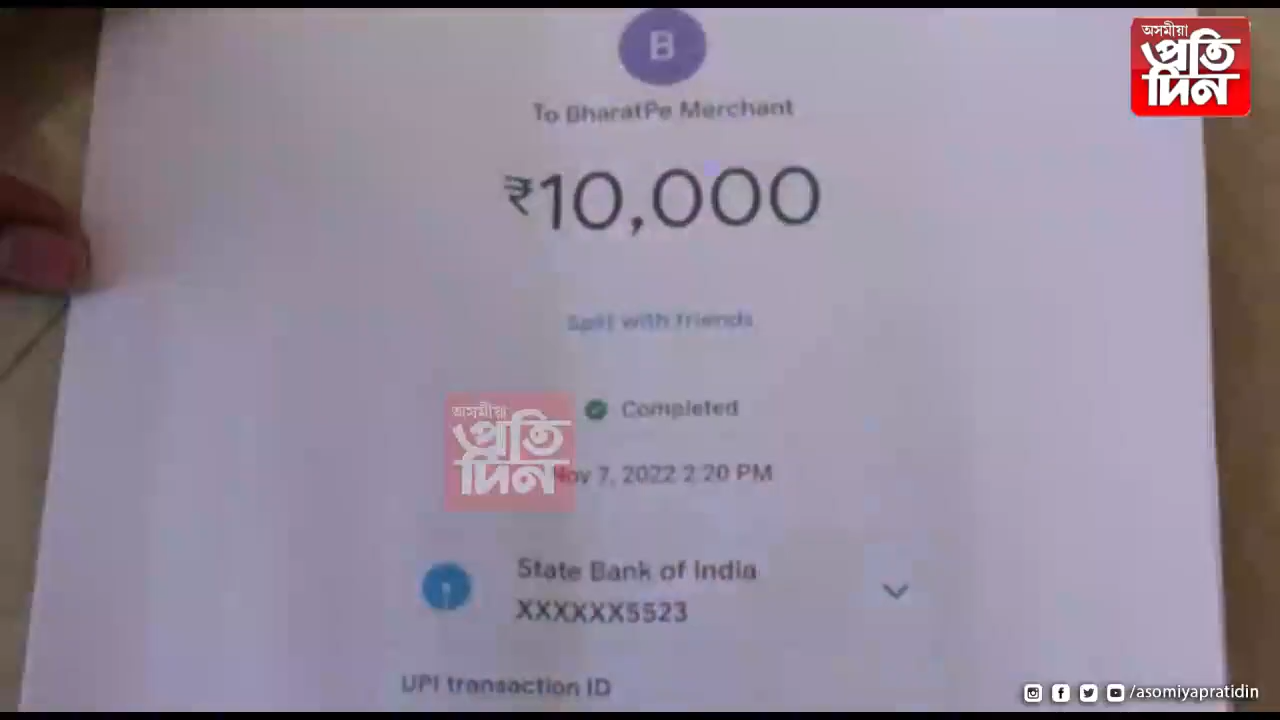 অসমীয়া
প্ৰতি
দিন
B
To BharatPe Merchant
₹10,000
Split with friends
Completed
অসমীয়া
প্ৰতি
দিন
Nov 7, 2022 2:20 PM
State Bank of India
XXXXXX5523
UPI transaction ID
/asomiyapratidin